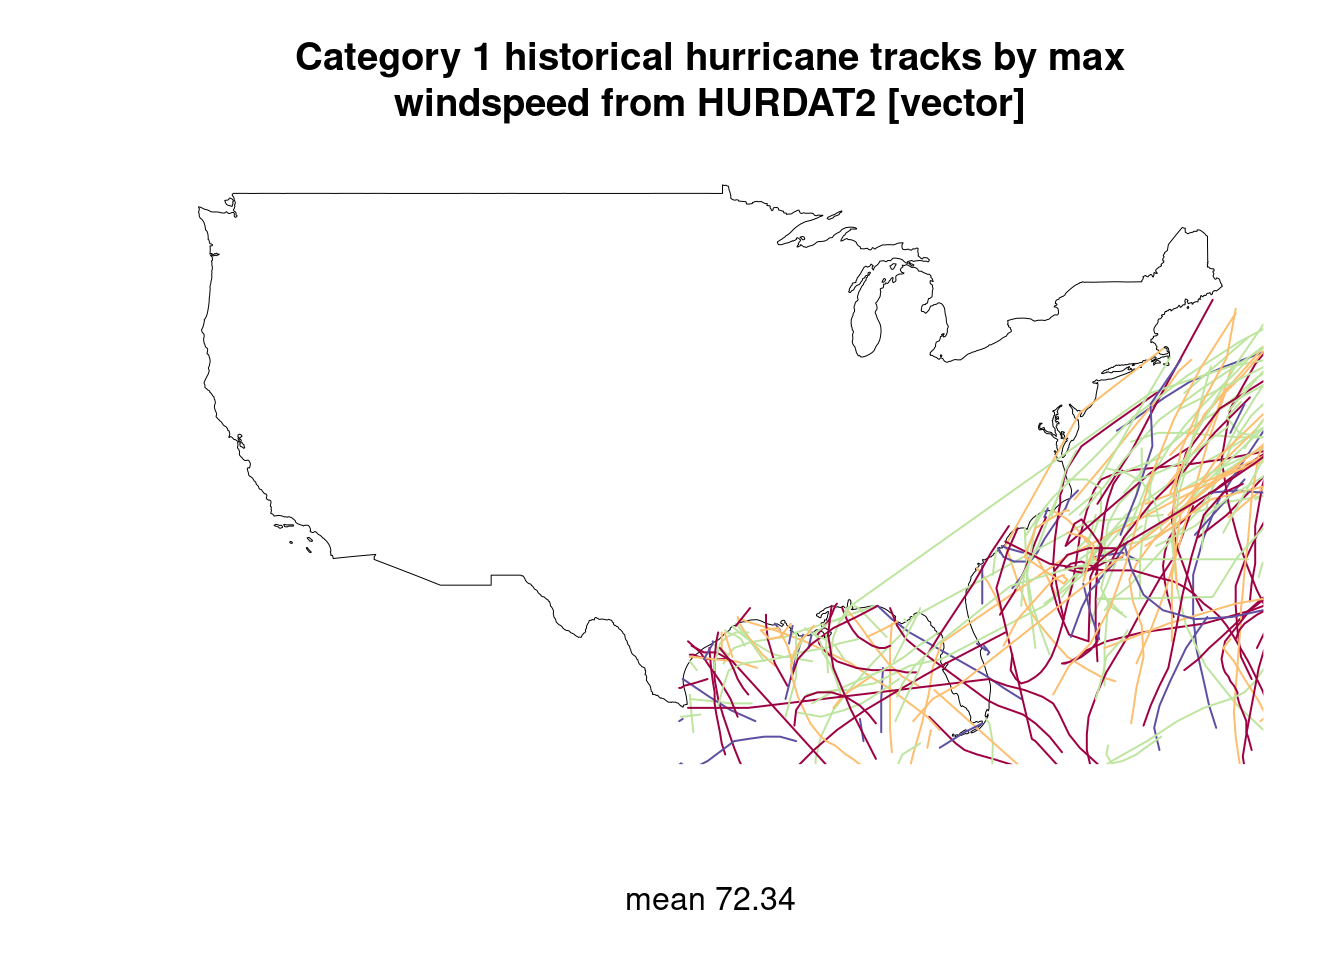 Category 1 historical hurricane tracks by max
windspeed from HURDAT2 [vector]
mean 72.34